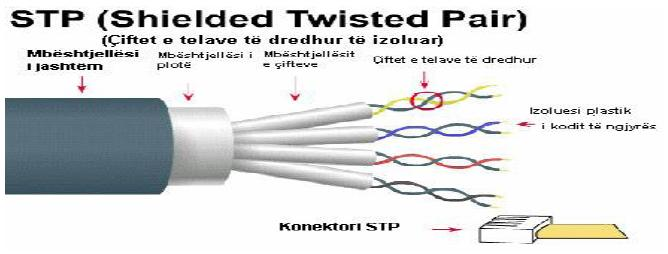 STP (Shielded Twisted Pair)
(Çiftet e telave të dredhur të izoluar)
Mbështjellësi
i jashtëm
Mbështjellësi i
plotë
Mbështjellësit
e çifteve
Çiftet e telave të dredhur
Izoluesi plastik
i kodit të ngjyrës
Konektori STP